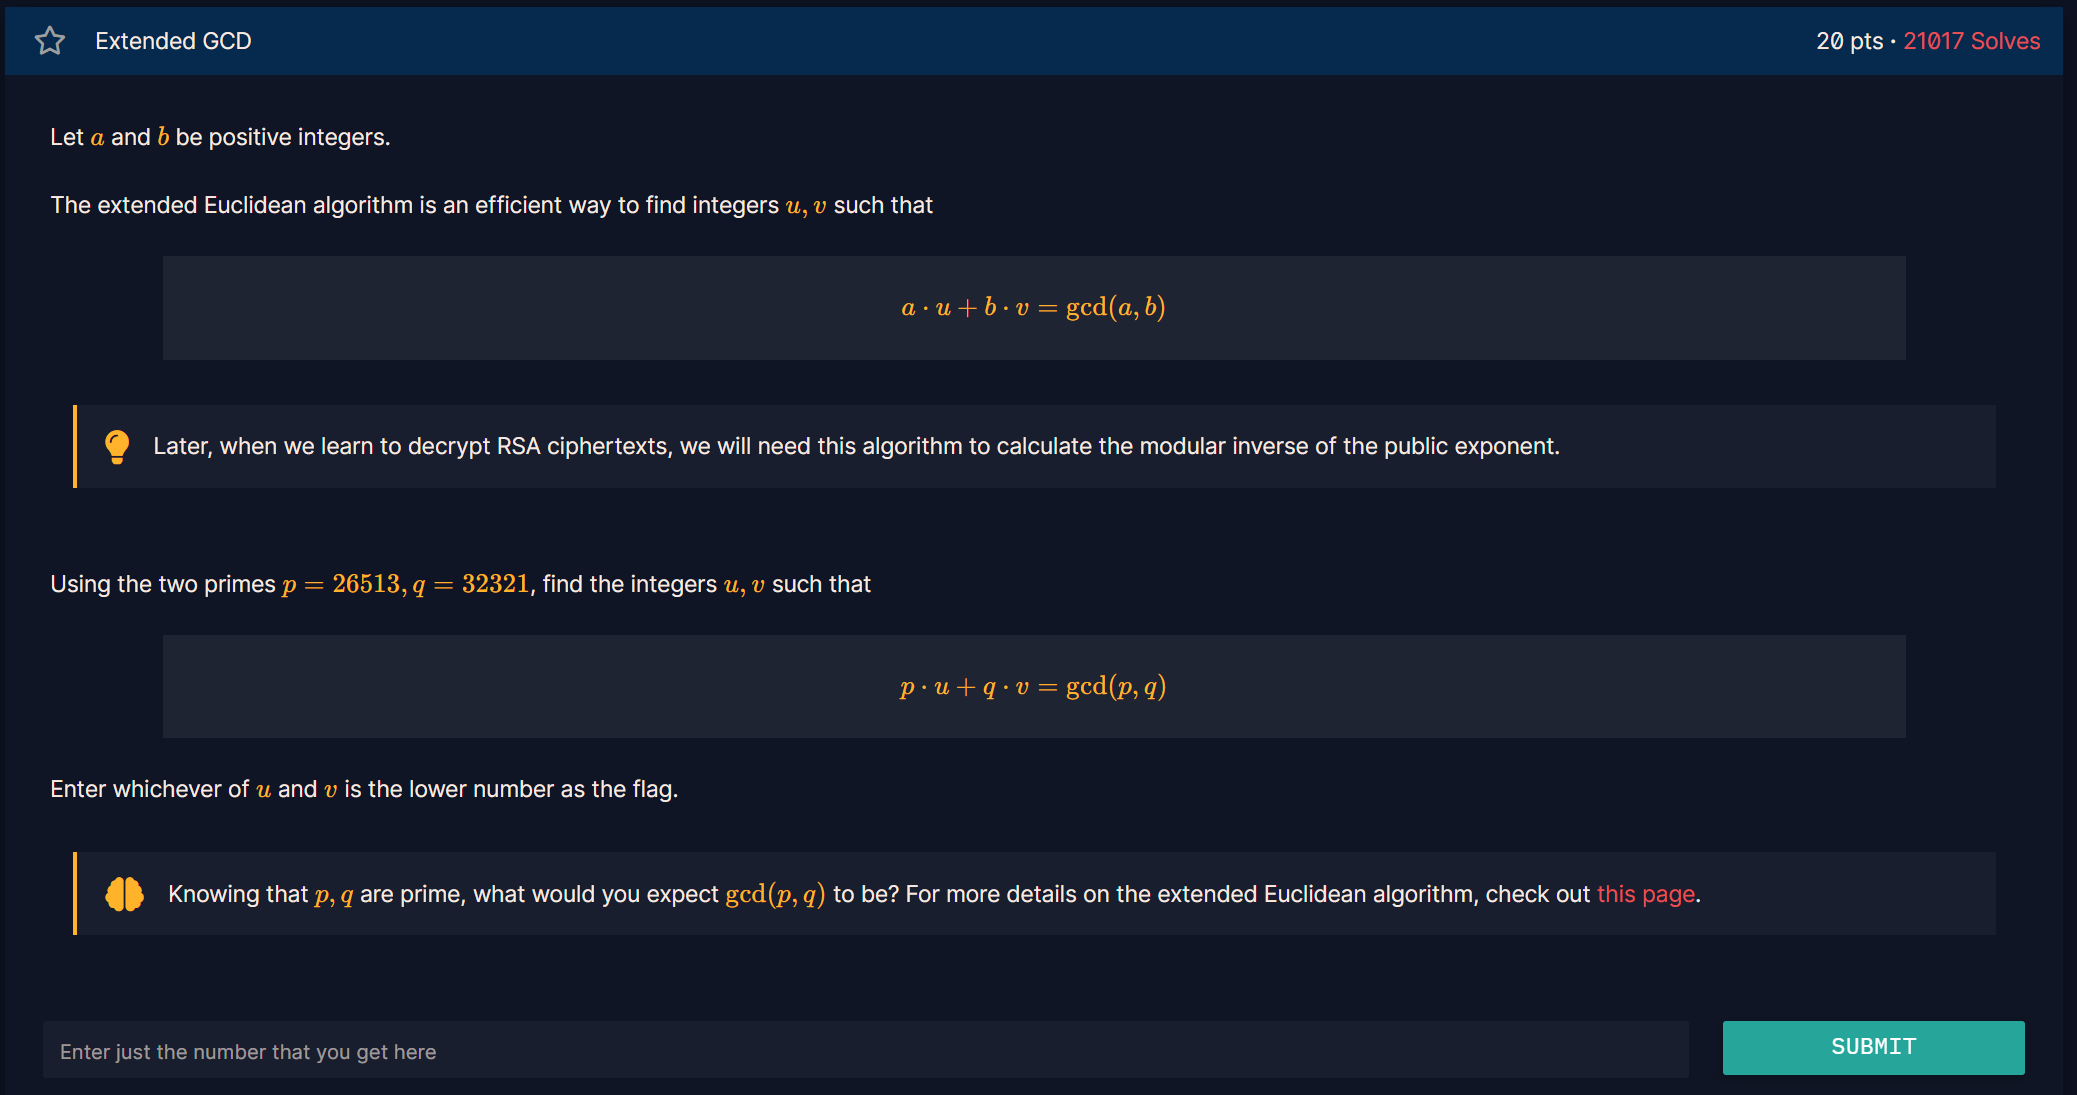 Extended GCD
20 pts · 21017 Solves
Let a and b be positive integers.
The extended Euclidean algorithm is an efficient way to find integers u, v such that
a · u + b · v = gcd(a, b)
Later, when we learn to decrypt RSA ciphertexts, we will need this algorithm to calculate the modular inverse of the public exponent.
Using the two primes p = 26513, q = 32321, find the integers u, v such that
p · u + q · v = gcd(p, q)
Enter whichever of u and v is the lower number as the flag.
Knowing that p, q are prime, what would you expect gcd(p, q) to be? For more details on the extended Euclidean algorithm, check out this page.
Enter just the number that you get here
SUBMIT